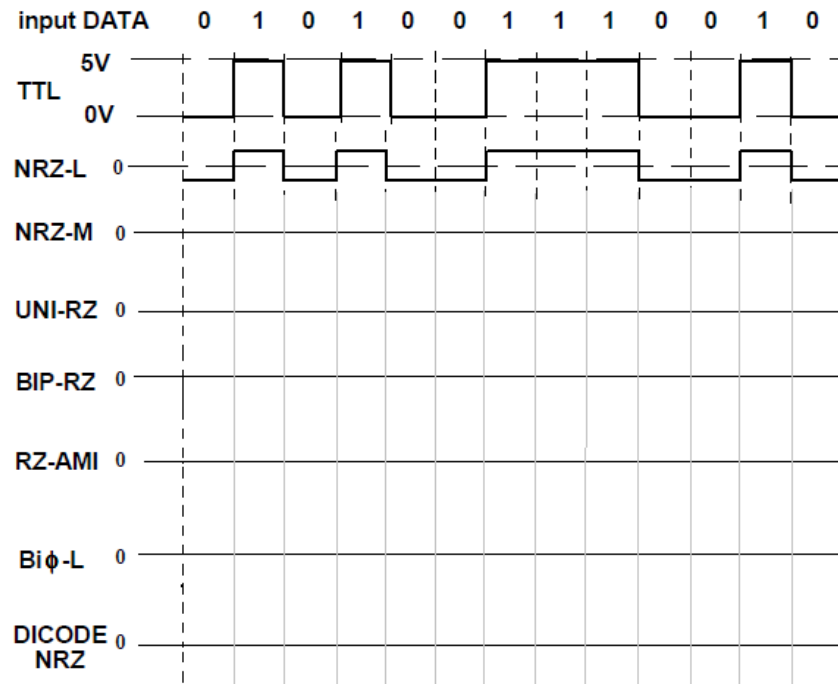 input DATA 0 1 0 1 0 0 1 1 1 0 0 1 0
5V
TTL
0V
NRZ-L 0
NRZ-M 0
UNI-RZ 0
BIP-RZ 0
RZ-AMI 0
Biϕ-L 0
DICODE 0
NRZ